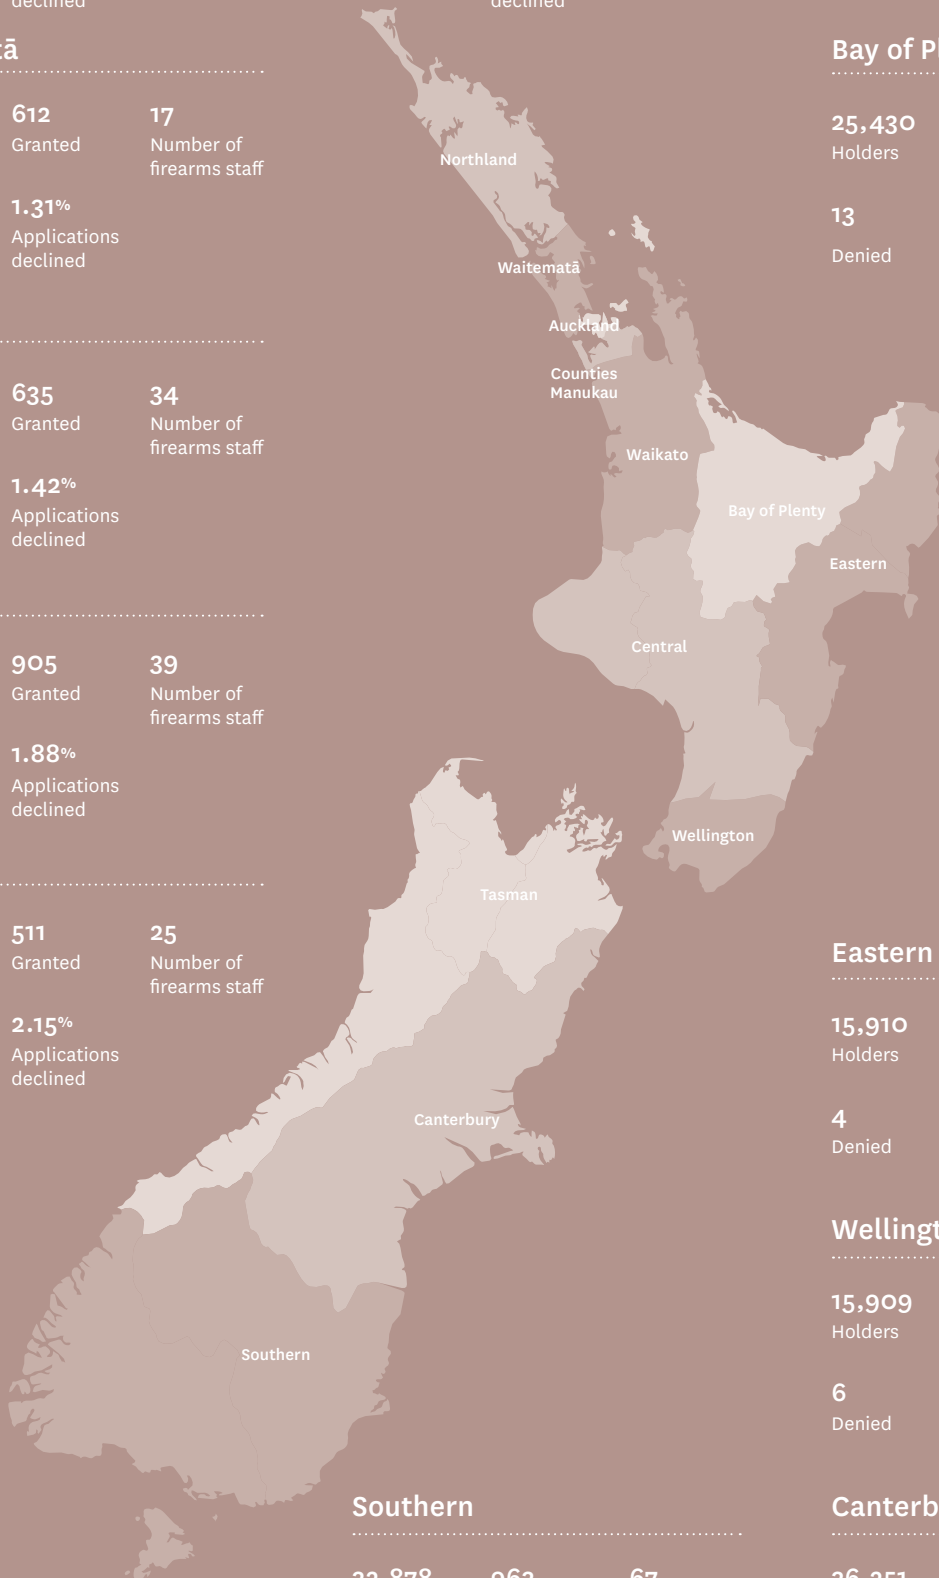 declined
declined
tā
612
17
Granted
Number of
firearms staff
1.31%
Applications
declined
635
34
Granted
Number of
firearms staff
1.42%
Applications
declined
905
39
Granted
Number of
firearms staff
1.88%
Applications
declined
511
25
Granted
Number of
firearms staff
2.15%
Applications
declined
Northland
Waitematā
Auckland
Counties
Manukau
Waikato
Bay of Plenty
Eastern
Central
Wellington
Tasman
Canterbury
Southern
Bay of Pl
25,430
Holders
13
Denied
Eastern
15,910
Holders
4
Denied
Wellingt
15,909
Holders
6
Denied
Southern
Canterb